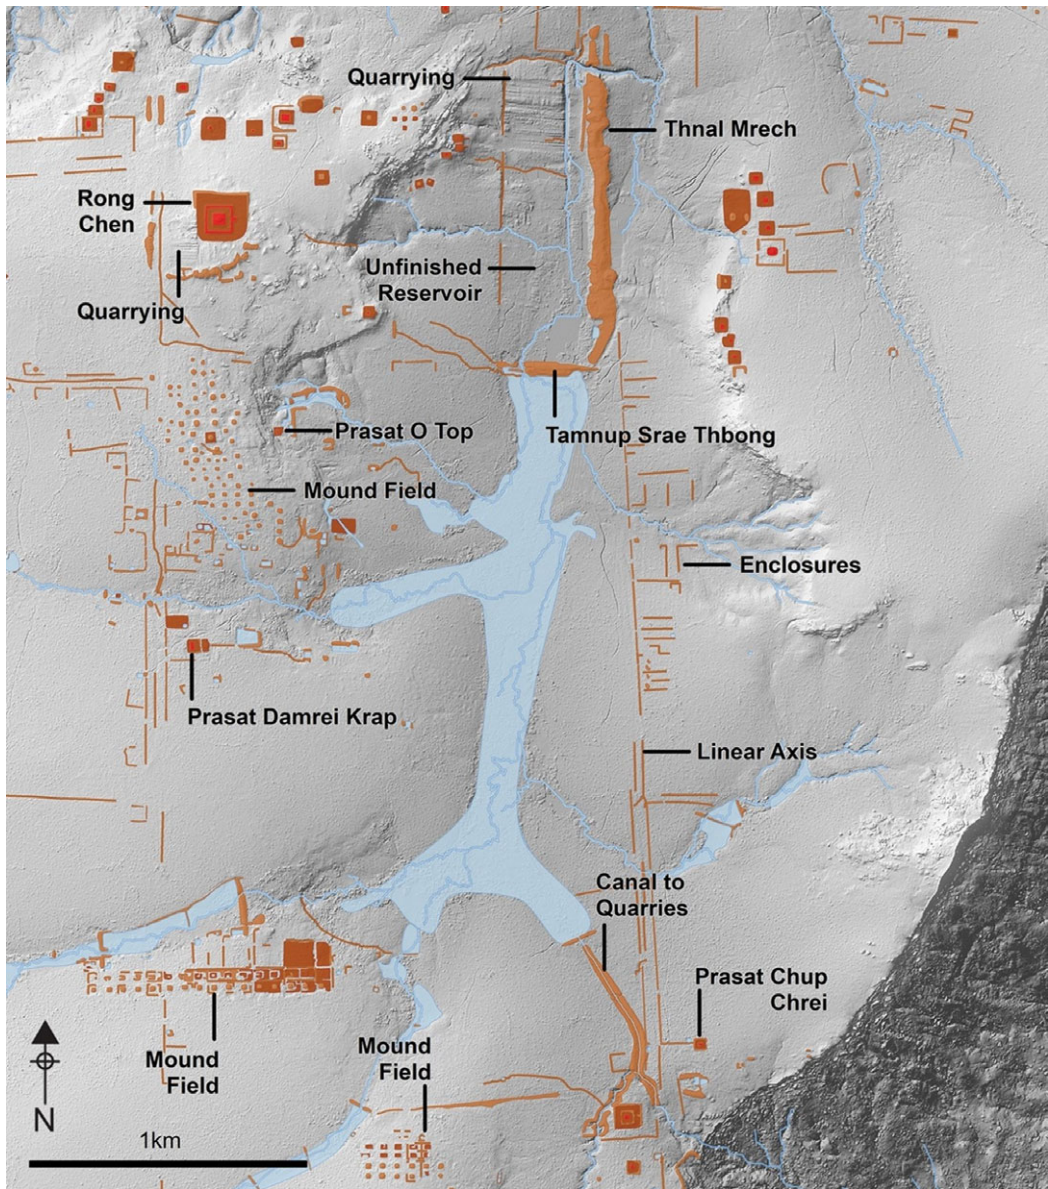 Quarrying
Thnal Mrech
Rong
Chen
Unfinished
Reservoir
Quarrying
Prasat O Top
Tamnup Srae Thbong
Mound Field
Enclosures
Prasat Damrei Krap
Linear Axis
Canal to
Quarries
Prasat Chup
Chrei
Mound
Field
Mound
Field
N
1km